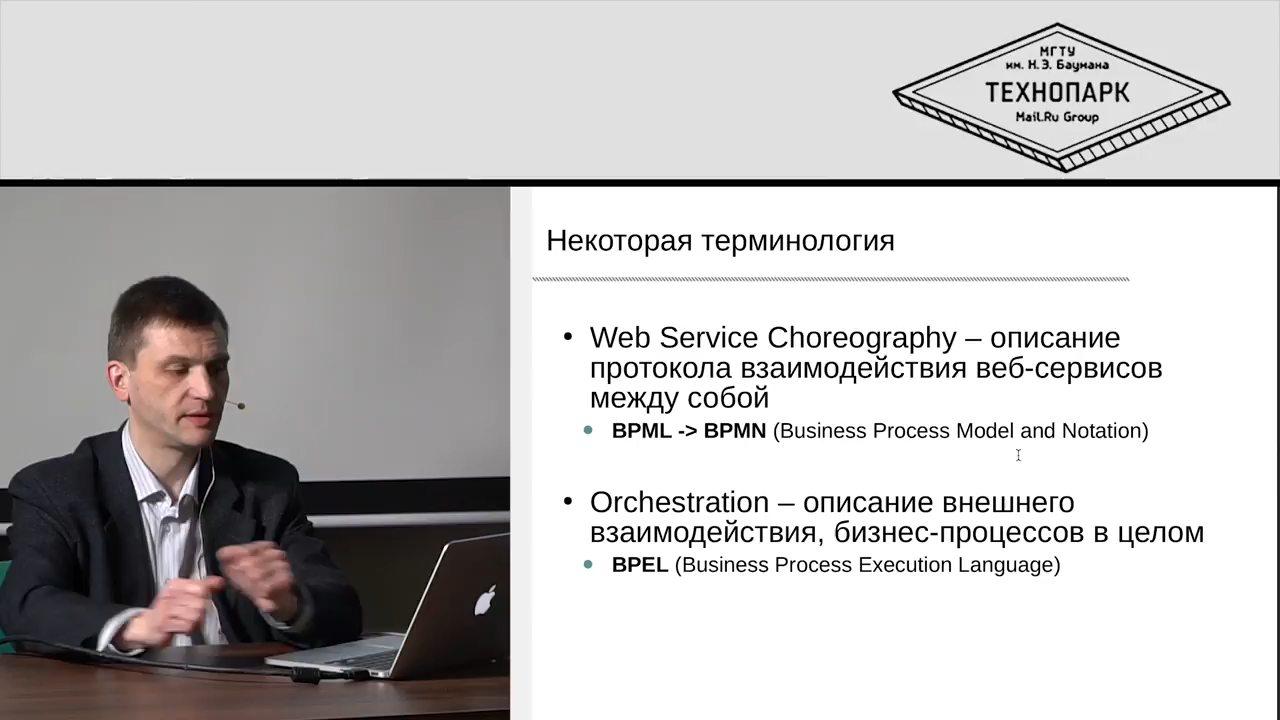 МГТУ
им. Н.Э. Баумана
ТЕХНОПАРК
Mail.Ru Group
Некоторая терминология
• Web Service Choreography – описание
протокола взаимодействия веб-сервисов
между собой
• BPML -> BPMN (Business Process Model and Notation)
• Orchestration – описание внешнего
взаимодействия, бизнес-процессов в целом
• BPEL (Business Process Execution Language)